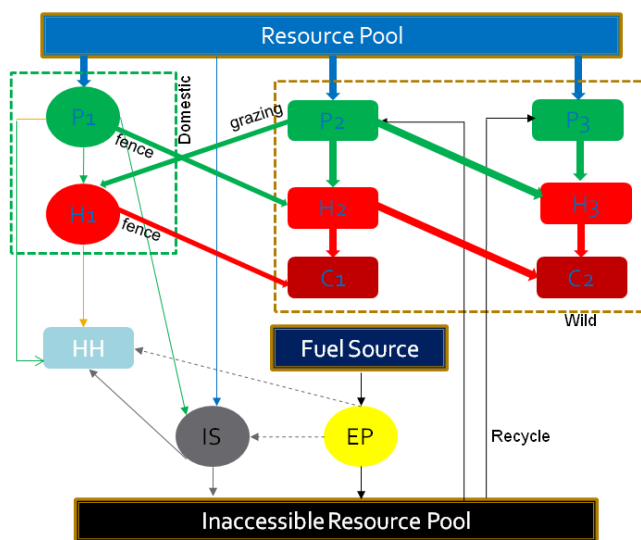 Resource Pool
P1
P2
P3
Domestic
grazing
fence
H1
fence
H2
H3
C1
C2
Wild
HH
Fuel Source
IS
EP
Recycle
Inaccessible Resource Pool